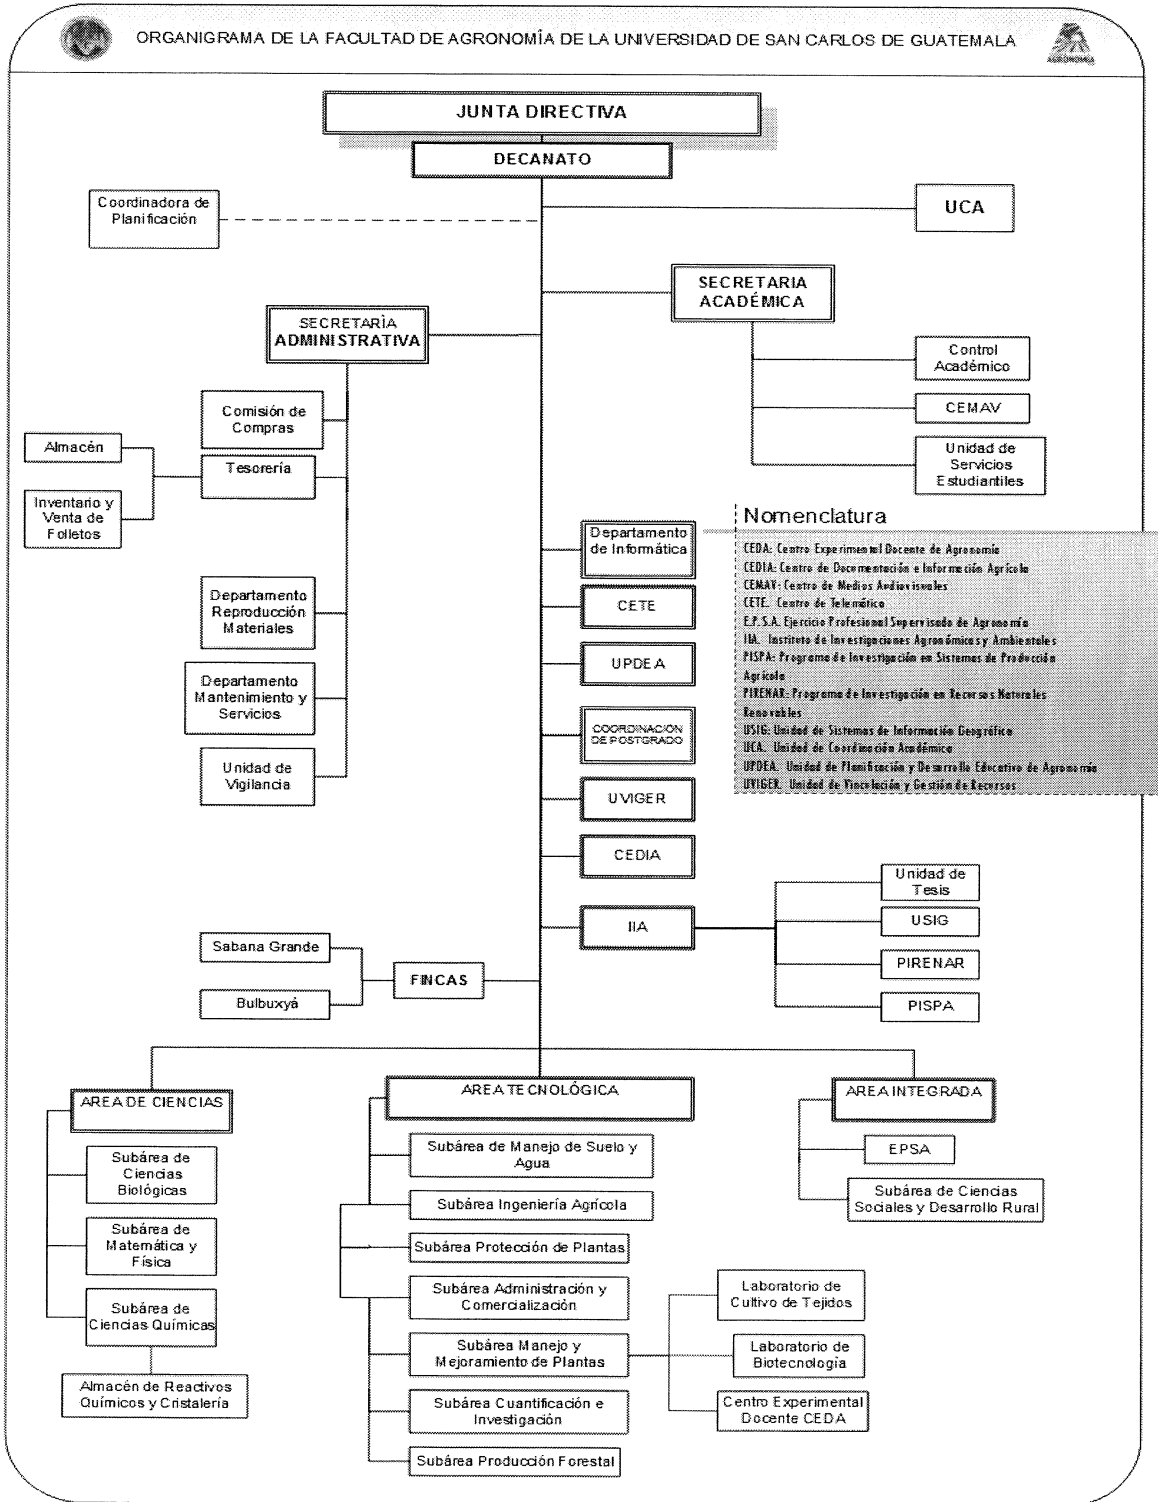 ORGANIGRAMA DE LA FACULTAD DE AGRONOMÍA DE LA UNIVERSIDAD DE SAN CARLOS DE GUATEMALA
AGRONOMIA
JUNTA DIRECTIVA
DECANATO
Coordinadora de
Planificación
UCA
SECRETARIA
ACADÉMICA
SECRETARÍA
ADMINISTRATIVA
Control
Académico
CEMAV
Unidad de
Servicios
Estudiantiles
Comisión de
Compras
Almacén
Tesorería
Inventario y
Venta de
Folletos
Departamento
Reproducción
Materiales
Departamento
Mantenimiento y
Servicios
Unidad de
Vigilancia
Departamento
de Informática
CETE
UPDEA
COORDINACIÓN
DE POSTGRADO
UVIGER
CEDIA
IIA
Nomenclatura
CEDA: Centro Experimental Docente de Agronomía
CEDIA: Centro de Documentación e Información Agrícola
CEMAV: Centro de Medios Audiovisuales
CETE. Centro de Telemática
E.P.S.A. Ejercicio Profesional Supervisado de Agronomía
IIA. Instituto de Investigaciones Agronómicas y Ambientales
PISPA: Programa de Investigación en Sistemas de Producción
Agrícola
PIRENAR: Programa de Investigación en Recursos Naturales
Renovables
USIG: Unidad de Sistemas de Información Geográfica
UCA. Unidad de Coordinación Académica
UPDEA. Unidad de Planificación y Desarrollo Educativo de Agronomía
UVIGER. Unidad de Vinculación y Gestión de Recursos
Unidad de
Tesis
USIG
PIRENAR
PISPA
Sabana Grande
FINCAS
Bulbuxyá
AREA DE CIENCIAS
Subárea de
Ciencias
Biológicas
Subárea de
Matemática y
Física
Subárea de
Ciencias Químicas
Almacén de Reactivos
Químicos y Cristalería
AREA TECNOLÓGICA
Subárea de Manejo de Suelo y
Agua
Subárea Ingeniería Agrícola
Subárea Protección de Plantas
Subárea Administración y
Comercialización
Subárea Manejo y
Mejoramiento de Plantas
Subárea Cuantificación e
Investigación
Subárea Producción Forestal
Laboratorio de
Cultivo de Tejidos
Laboratorio de
Biotecnología
Centro Experimental
Docente CEDA
AREA INTEGRADA
EPSA
Subárea de Ciencias
Sociales y Desarrollo Rural